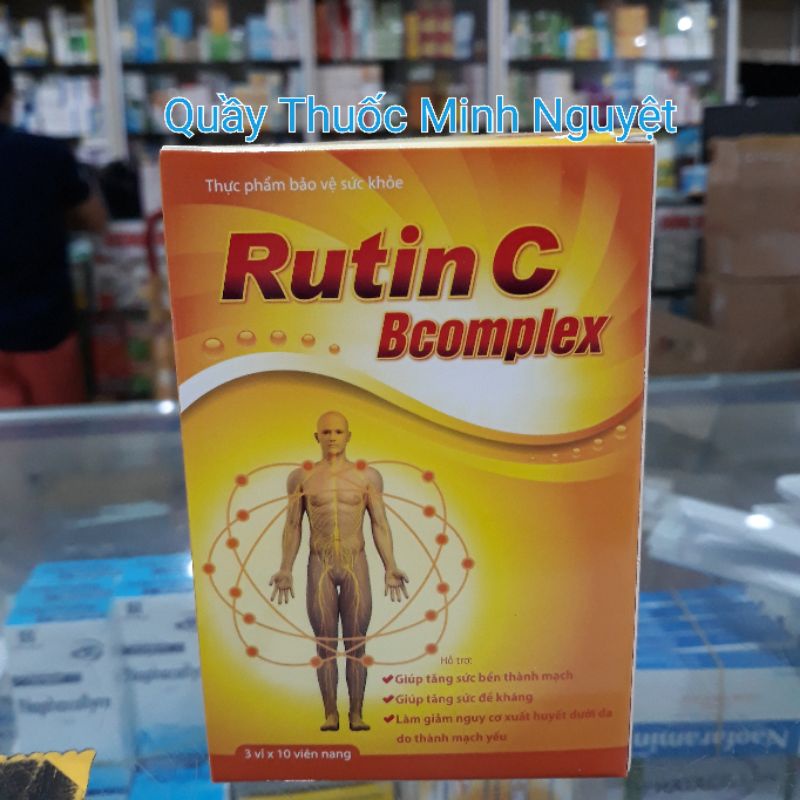 Quầy Thuốc Minh Nguyệt
Thực phẩm bảo vệ sức khỏe
Rutin C
Bcomplex
Hỗ trợ:
✔Giúp tăng sức bền thành mạch
✔Giúp tăng sức đề kháng
✔Làm giảm nguy cơ xuất huyết dưới da
do thành mạch yếu
3 vỉ x 10 viên nang